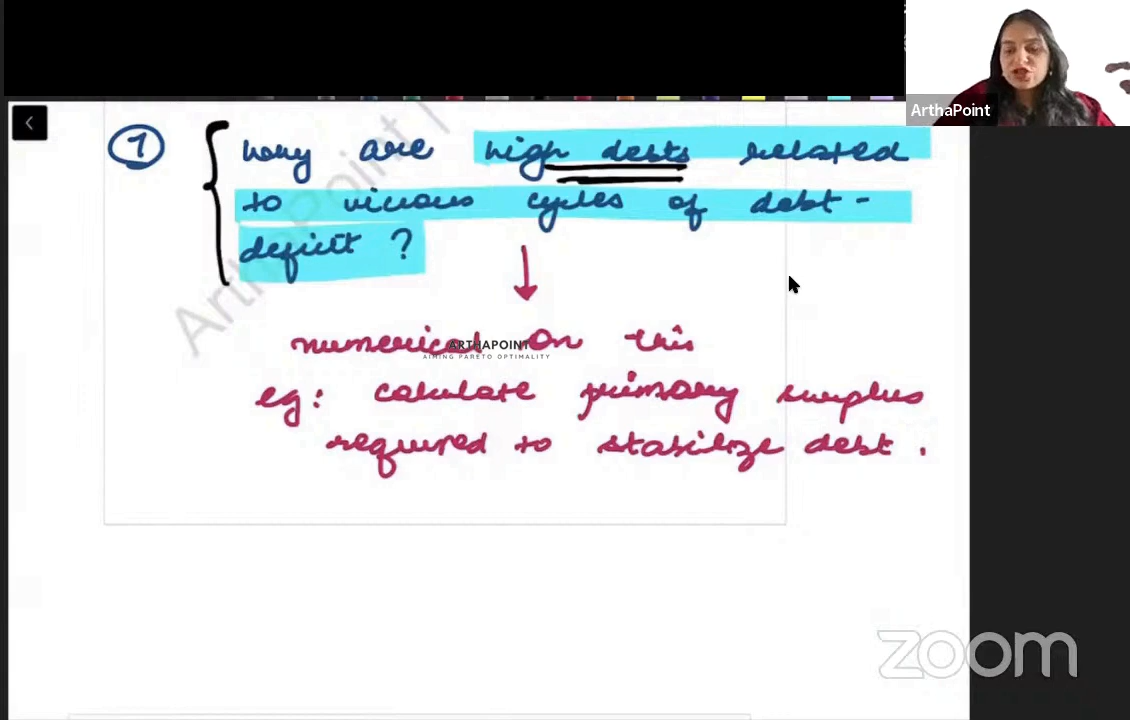 ArthaPoint
① why are high debts related
to vicious cycles of debt -
deficit ?
numerical on this
ARTHAPOINT
AIMING PARETO OPTIMALITY
eg: calculate primary surplus
required to stabilize debt .
ArthaPoint |
zoom